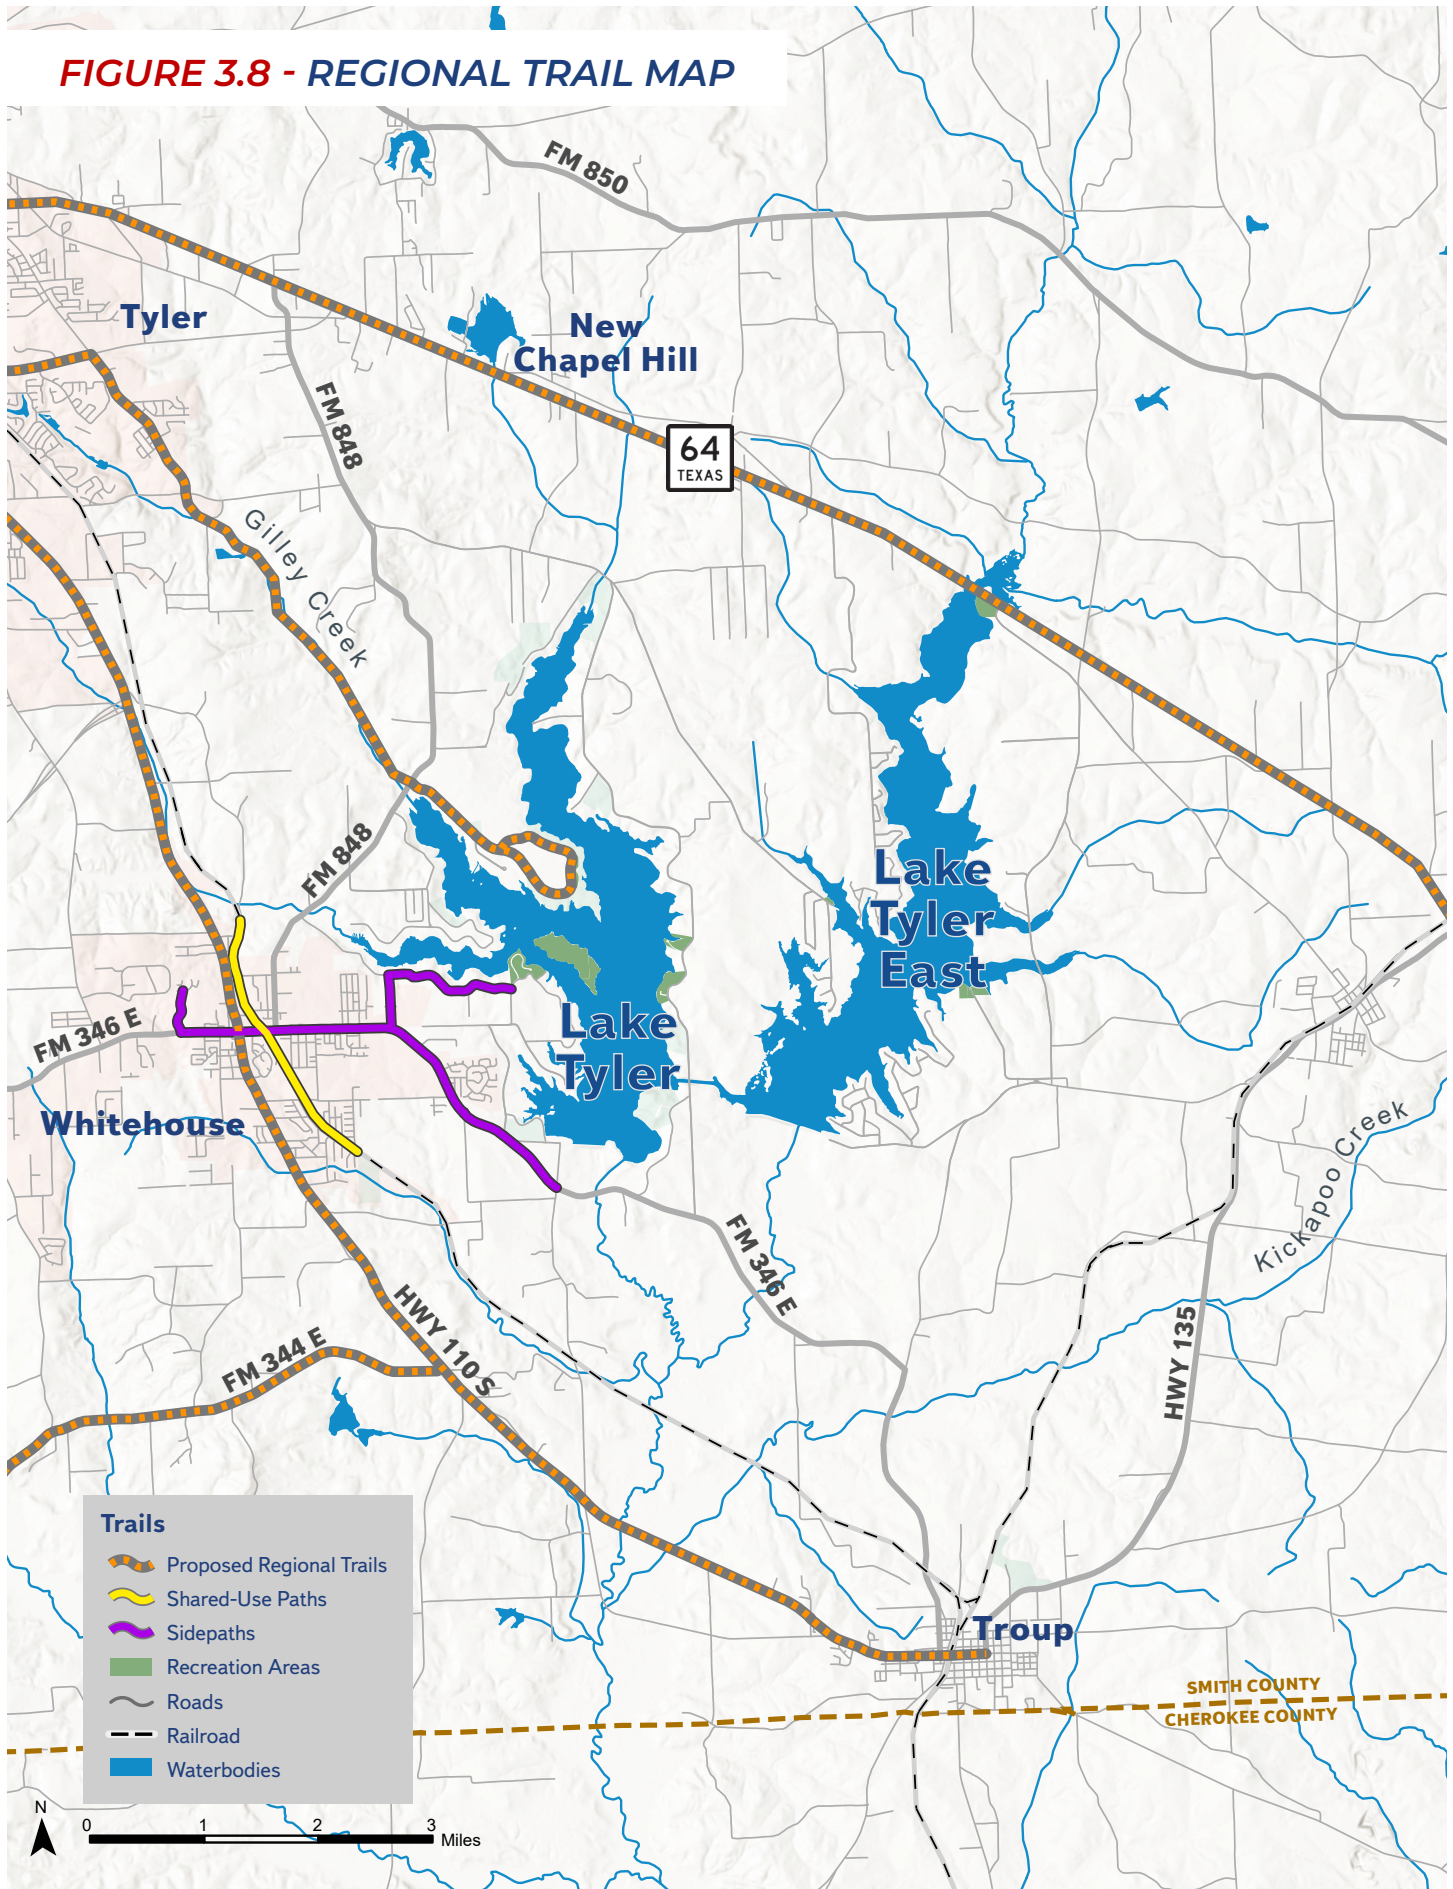 FIGURE 3.8 - REGIONAL TRAIL MAP
FM 850
Tyler
New
Chapel Hill
FM 848
64
TEXAS
Gilley Creek
FM 848
Lake
Tyler
East
Lake
Tyler
FM 346 E
Whitehouse
Kickapoo Creek
FM 346 E
HWY 110 S
FM 344 E
HWY 135
Troup
SMITH COUNTY
CHEROKEE COUNTY
Trails
Proposed Regional Trails
Shared-Use Paths
Sidepaths
Recreation Areas
Roads
Railroad
Waterbodies
N
0 1 2 3
Miles